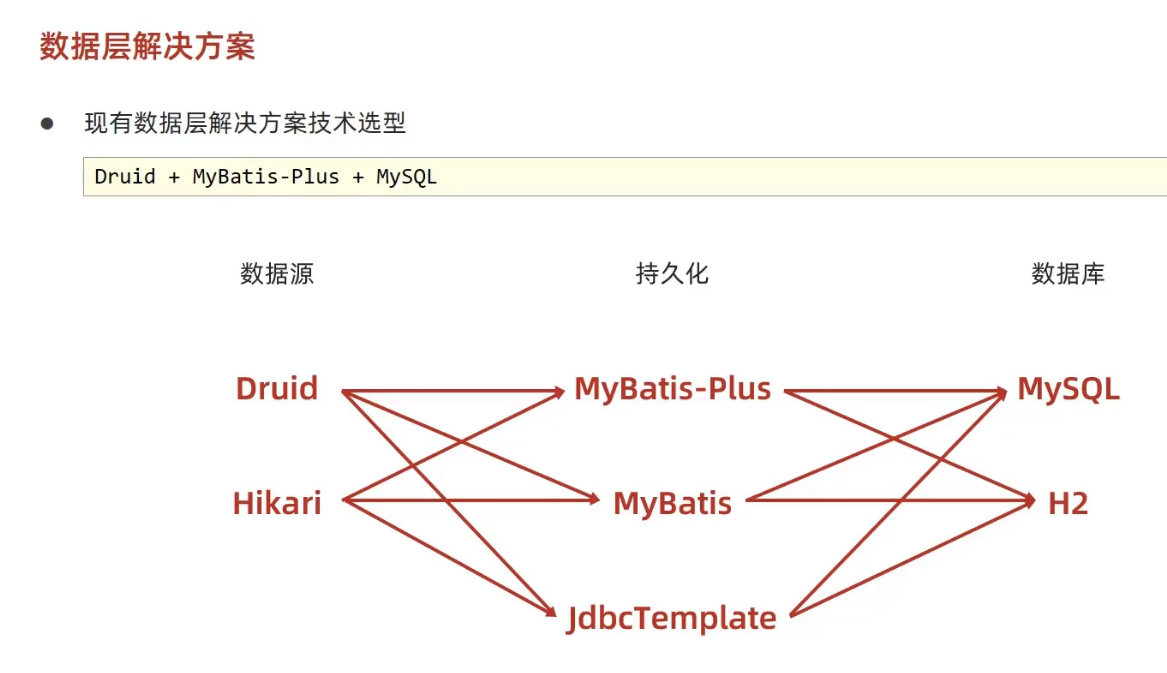 数据层解决方案
● 现有数据层解决方案技术选型
Druid + MyBatis-Plus + MySQL
数据源 持久化 数据库
Druid MyBatis-Plus MySQL
Hikari MyBatis H2
JdbcTemplate